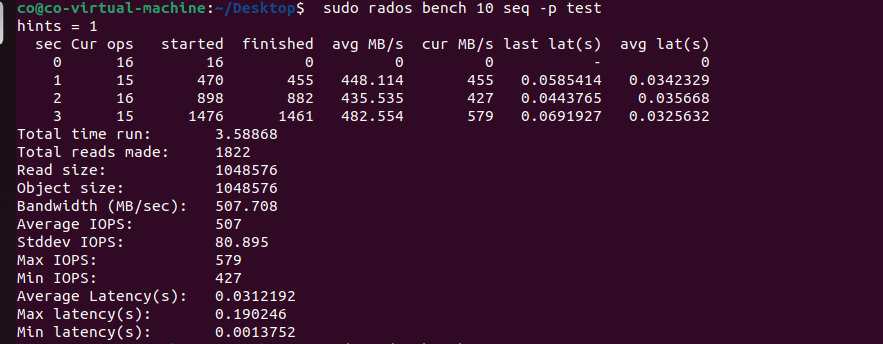 co@co-virtual-machine:~/Desktop$ sudo rados bench 10 seq -p test
hints = 1
sec Cur ops started finished avg MB/s cur MB/s last lat(s) avg lat(s)
0 16 16 0 0 0 - 0
1 15 470 455 448.114 455 0.0585414 0.0342329
2 16 898 882 435.535 427 0.0443765 0.035668
3 15 1476 1461 482.554 579 0.0691927 0.0325632
Total time run: 3.58868
Total reads made: 1822
Read size: 1048576
Object size: 1048576
Bandwidth (MB/sec): 507.708
Average IOPS: 507
Stddev IOPS: 80.895
Max IOPS: 579
Min IOPS: 427
Average Latency(s): 0.0312192
Max latency(s): 0.190246
Min latency(s): 0.0013752